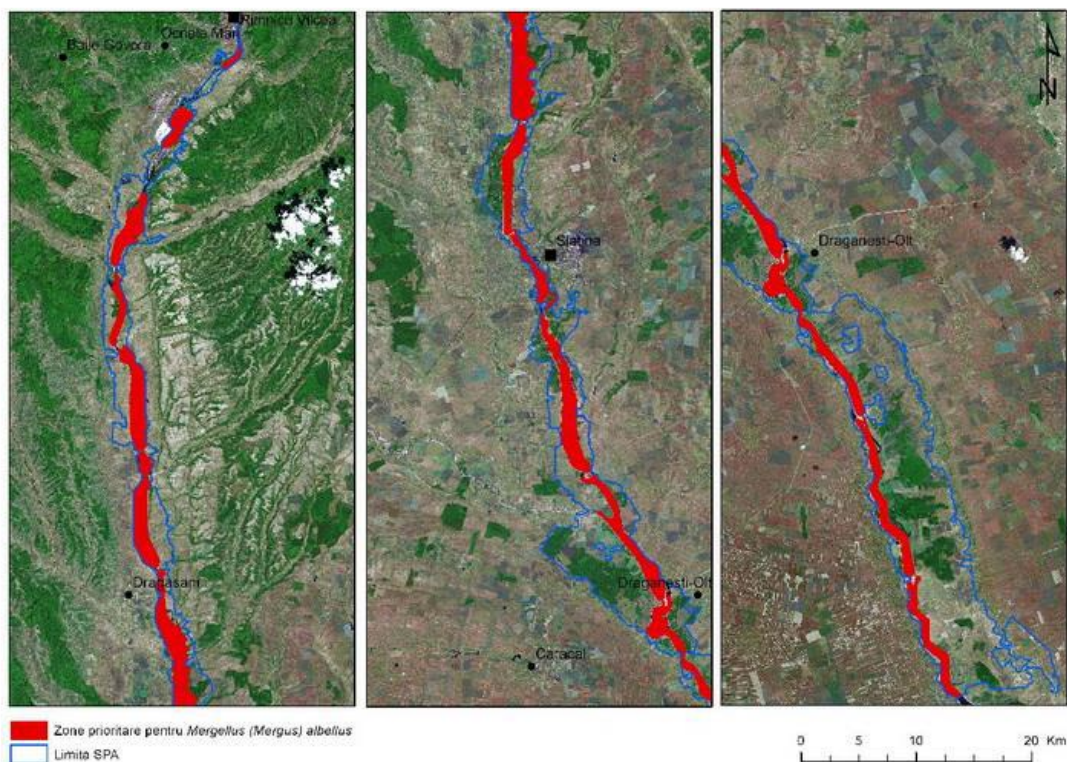 Rimnicu Vilcea
Ocnele Mari
Baile Govora
Dragasani
Slatina
Draganesti-Olt
Caracal
Draganesti-Olt
N
Zone prioritare pentru Mergellus (Mergus) albellus
Limită SPA
0 5 10 20 Km